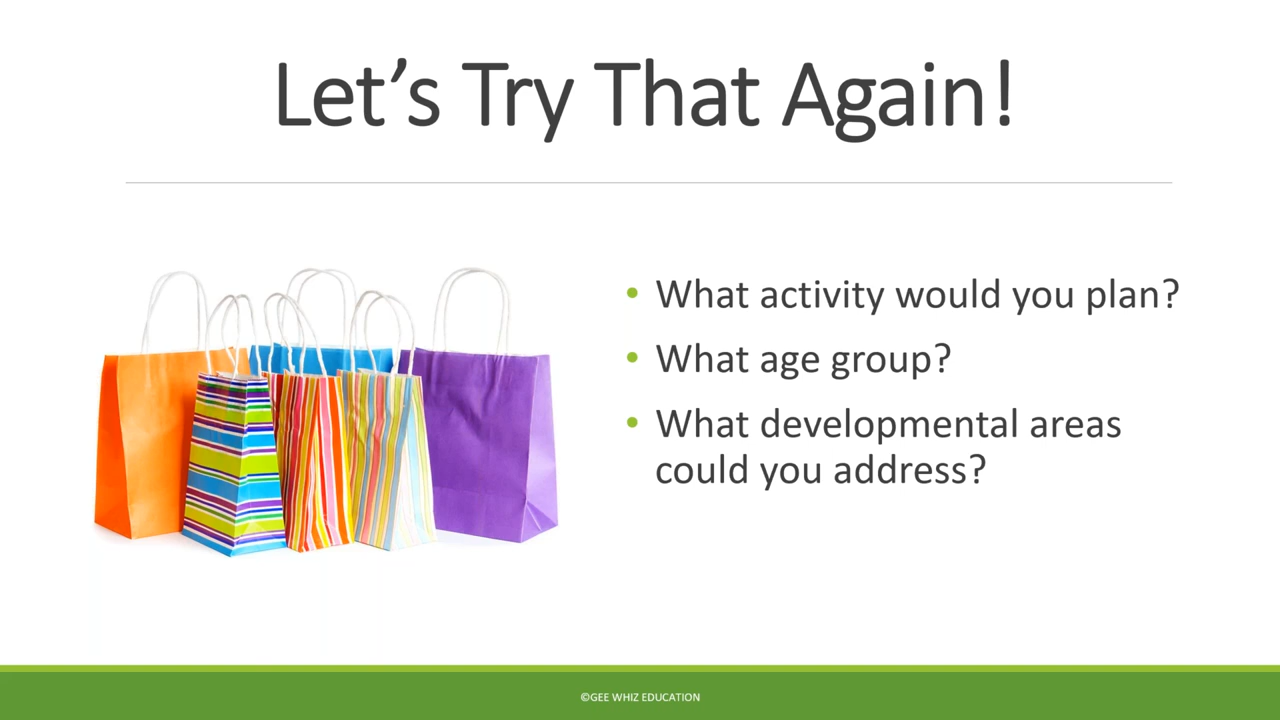 Let’s Try That Again!
• What activity would you plan?
• What age group?
• What developmental areas
could you address?
©GEE WHIZ EDUCATION